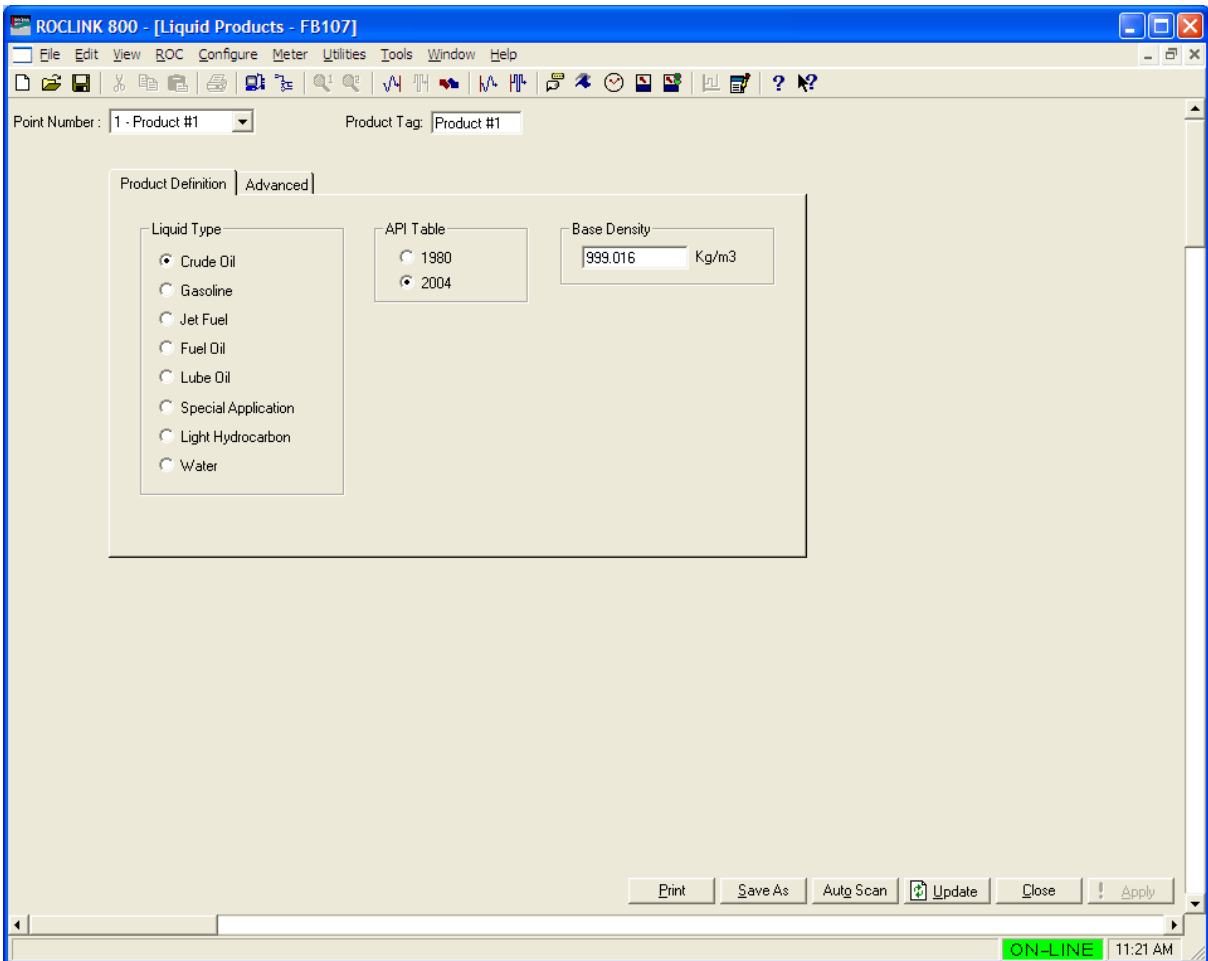 ROCLINK 800 - [Liquid Products - FB107]
File Edit View ROC Configure Meter Utilities Tools Window Help
Point Number : 1 - Product #1 Product Tag: Product #1
Product Definition Advanced
Liquid Type API Table Base Density
Crude Oil 1980 999.016 Kg/m3
Gasoline 2004
Jet Fuel
Fuel Oil
Lube Oil
Special Application
Light Hydrocarbon
Water
Print Save As Auto Scan Update Close ! Apply
ON-LINE 11:21 AM